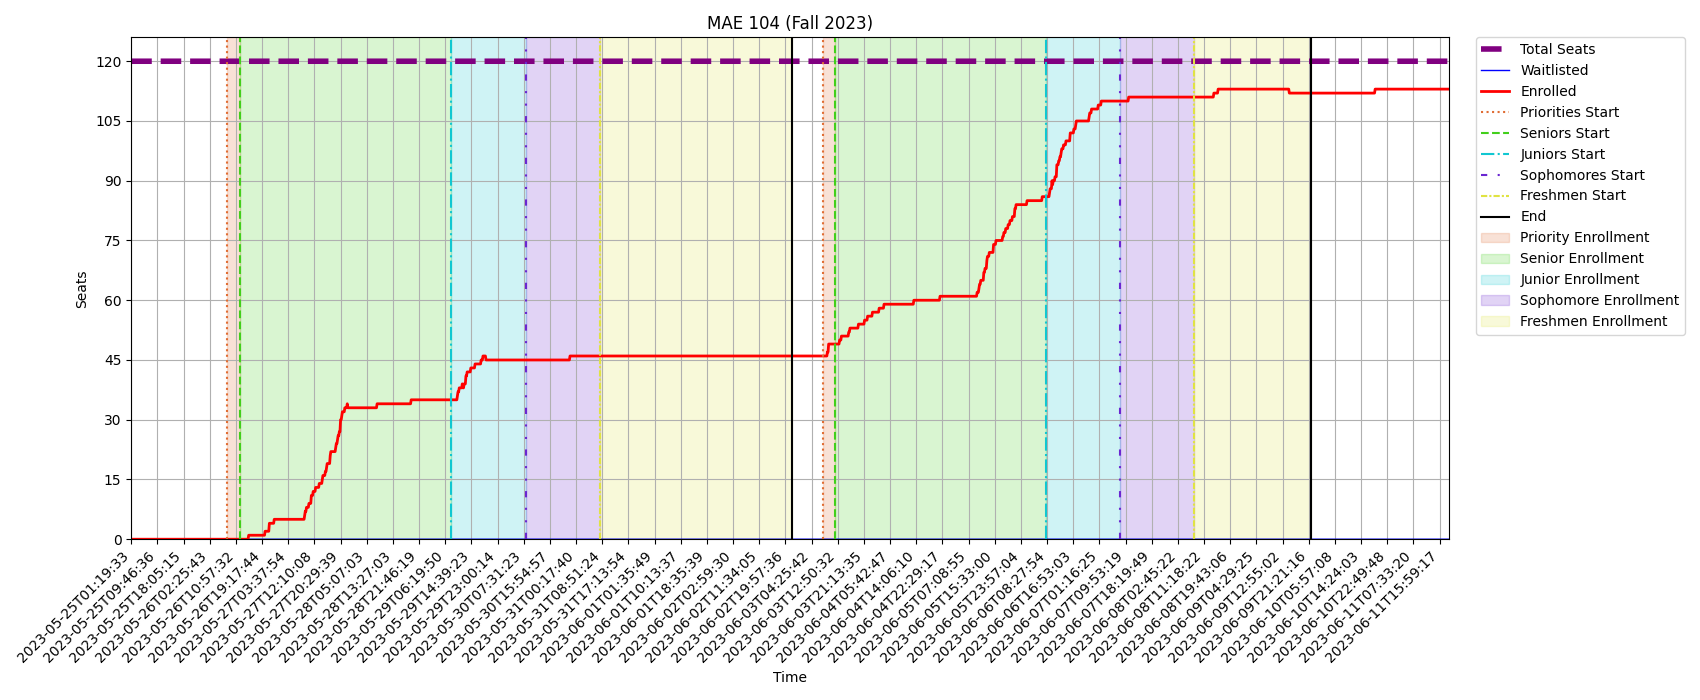 MAE 104 (Fall 2023)
Seats
120
105
90
75
60
45
30
15
0
2023-05-25T01:19:33
2023-05-25T09:46:36
2023-05-25T18:05:15
2023-05-26T02:25:43
2023-05-26T10:57:32
2023-05-26T19:17:44
2023-05-27T03:37:54
2023-05-27T12:10:08
2023-05-27T20:29:39
2023-05-28T05:07:03
2023-05-28T13:27:03
2023-05-28T21:46:19
2023-05-29T06:19:50
2023-05-29T14:39:23
2023-05-29T23:00:14
2023-05-30T07:31:23
2023-05-30T15:54:57
2023-05-31T00:17:40
2023-05-31T08:51:24
2023-05-31T17:13:54
2023-06-01T01:35:49
2023-06-01T10:13:37
2023-06-01T18:35:39
2023-06-02T02:59:30
2023-06-02T11:34:05
2023-06-02T19:57:36
2023-06-03T04:25:42
2023-06-03T12:50:32
2023-06-03T21:13:35
2023-06-04T05:42:47
2023-06-04T14:06:10
2023-06-04T22:29:17
2023-06-05T07:08:55
2023-06-05T15:33:00
2023-06-05T23:57:04
2023-06-06T08:27:54
2023-06-06T16:53:03
2023-06-07T01:16:25
2023-06-07T09:53:19
2023-06-07T18:19:49
2023-06-08T02:45:22
2023-06-08T11:18:22
2023-06-08T19:43:06
2023-06-09T04:29:25
2023-06-09T12:55:02
2023-06-09T21:21:16
2023-06-10T05:57:08
2023-06-10T14:24:03
2023-06-10T22:49:48
2023-06-11T07:33:20
2023-06-11T15:59:17
Time
Total Seats
Waitlisted
Enrolled
Priorities Start
Seniors Start
Juniors Start
Sophomores Start
Freshmen Start
End
Priority Enrollment
Senior Enrollment
Junior Enrollment
Sophomore Enrollment
Freshmen Enrollment